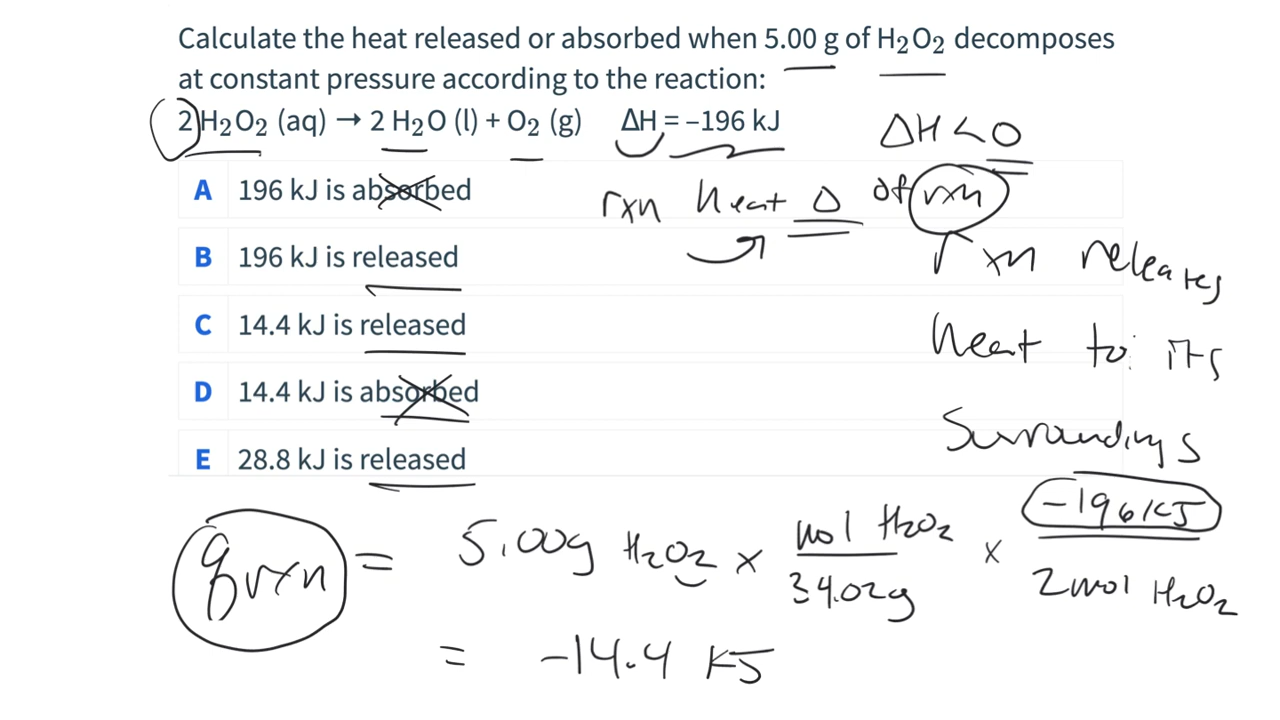 Calculate the heat released or absorbed when 5.00 g of H₂O₂ decomposes
at constant pressure according to the reaction:
2 H₂O₂ (aq) → 2 H₂O (l) + O₂ (g) ΔH = −196 kJ
ΔH < 0
A 196 kJ is absorbed
rxn heat Δ of rxn
B 196 kJ is released
rxn releases
C 14.4 kJ is released
heat to its
D 14.4 kJ is absorbed
surroundings
E 28.8 kJ is released
qrxn = 5.00g H₂O₂ × mol H₂O₂ / 34.02g × -196 kJ / 2 mol H₂O₂
= -14.4 kJ